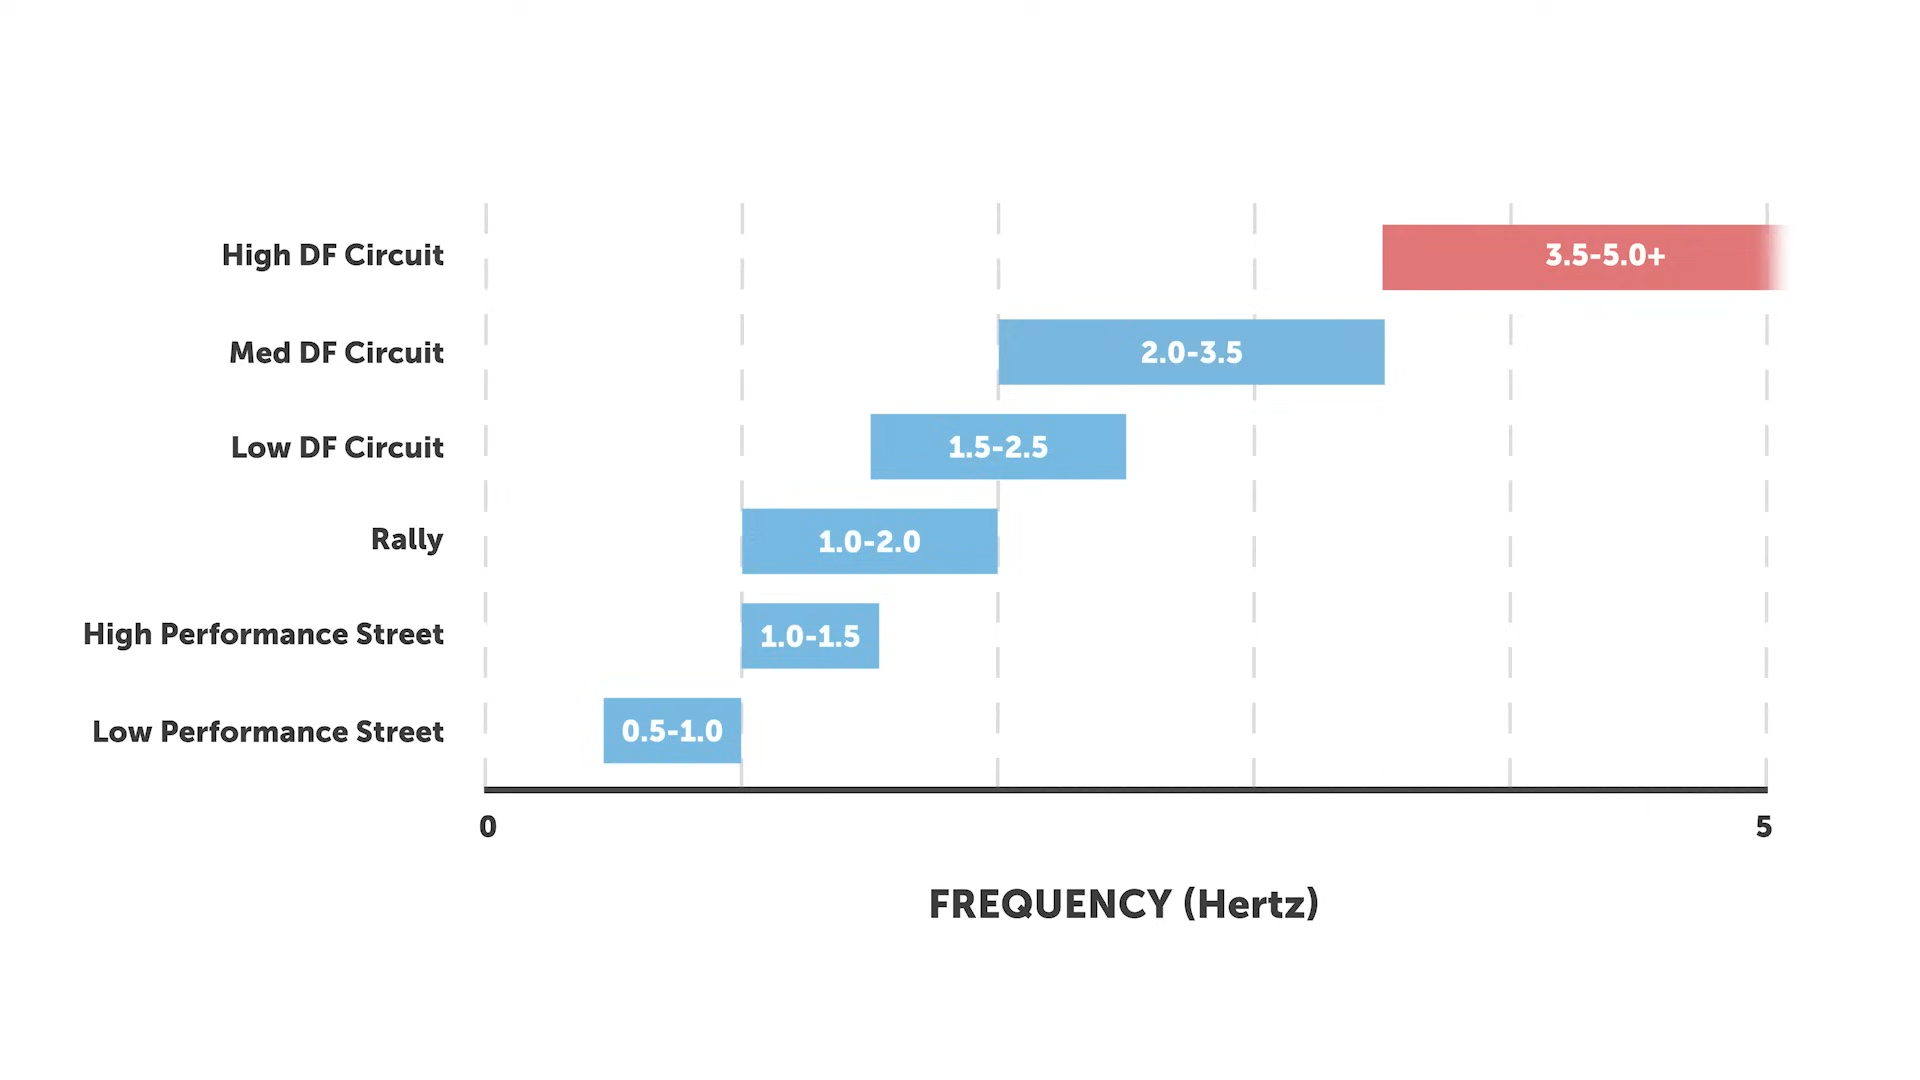 High DF Circuit
3.5-5.0+
Med DF Circuit
2.0-3.5
Low DF Circuit
1.5-2.5
Rally
1.0-2.0
High Performance Street
1.0-1.5
Low Performance Street
0.5-1.0
0
5
FREQUENCY (Hertz)